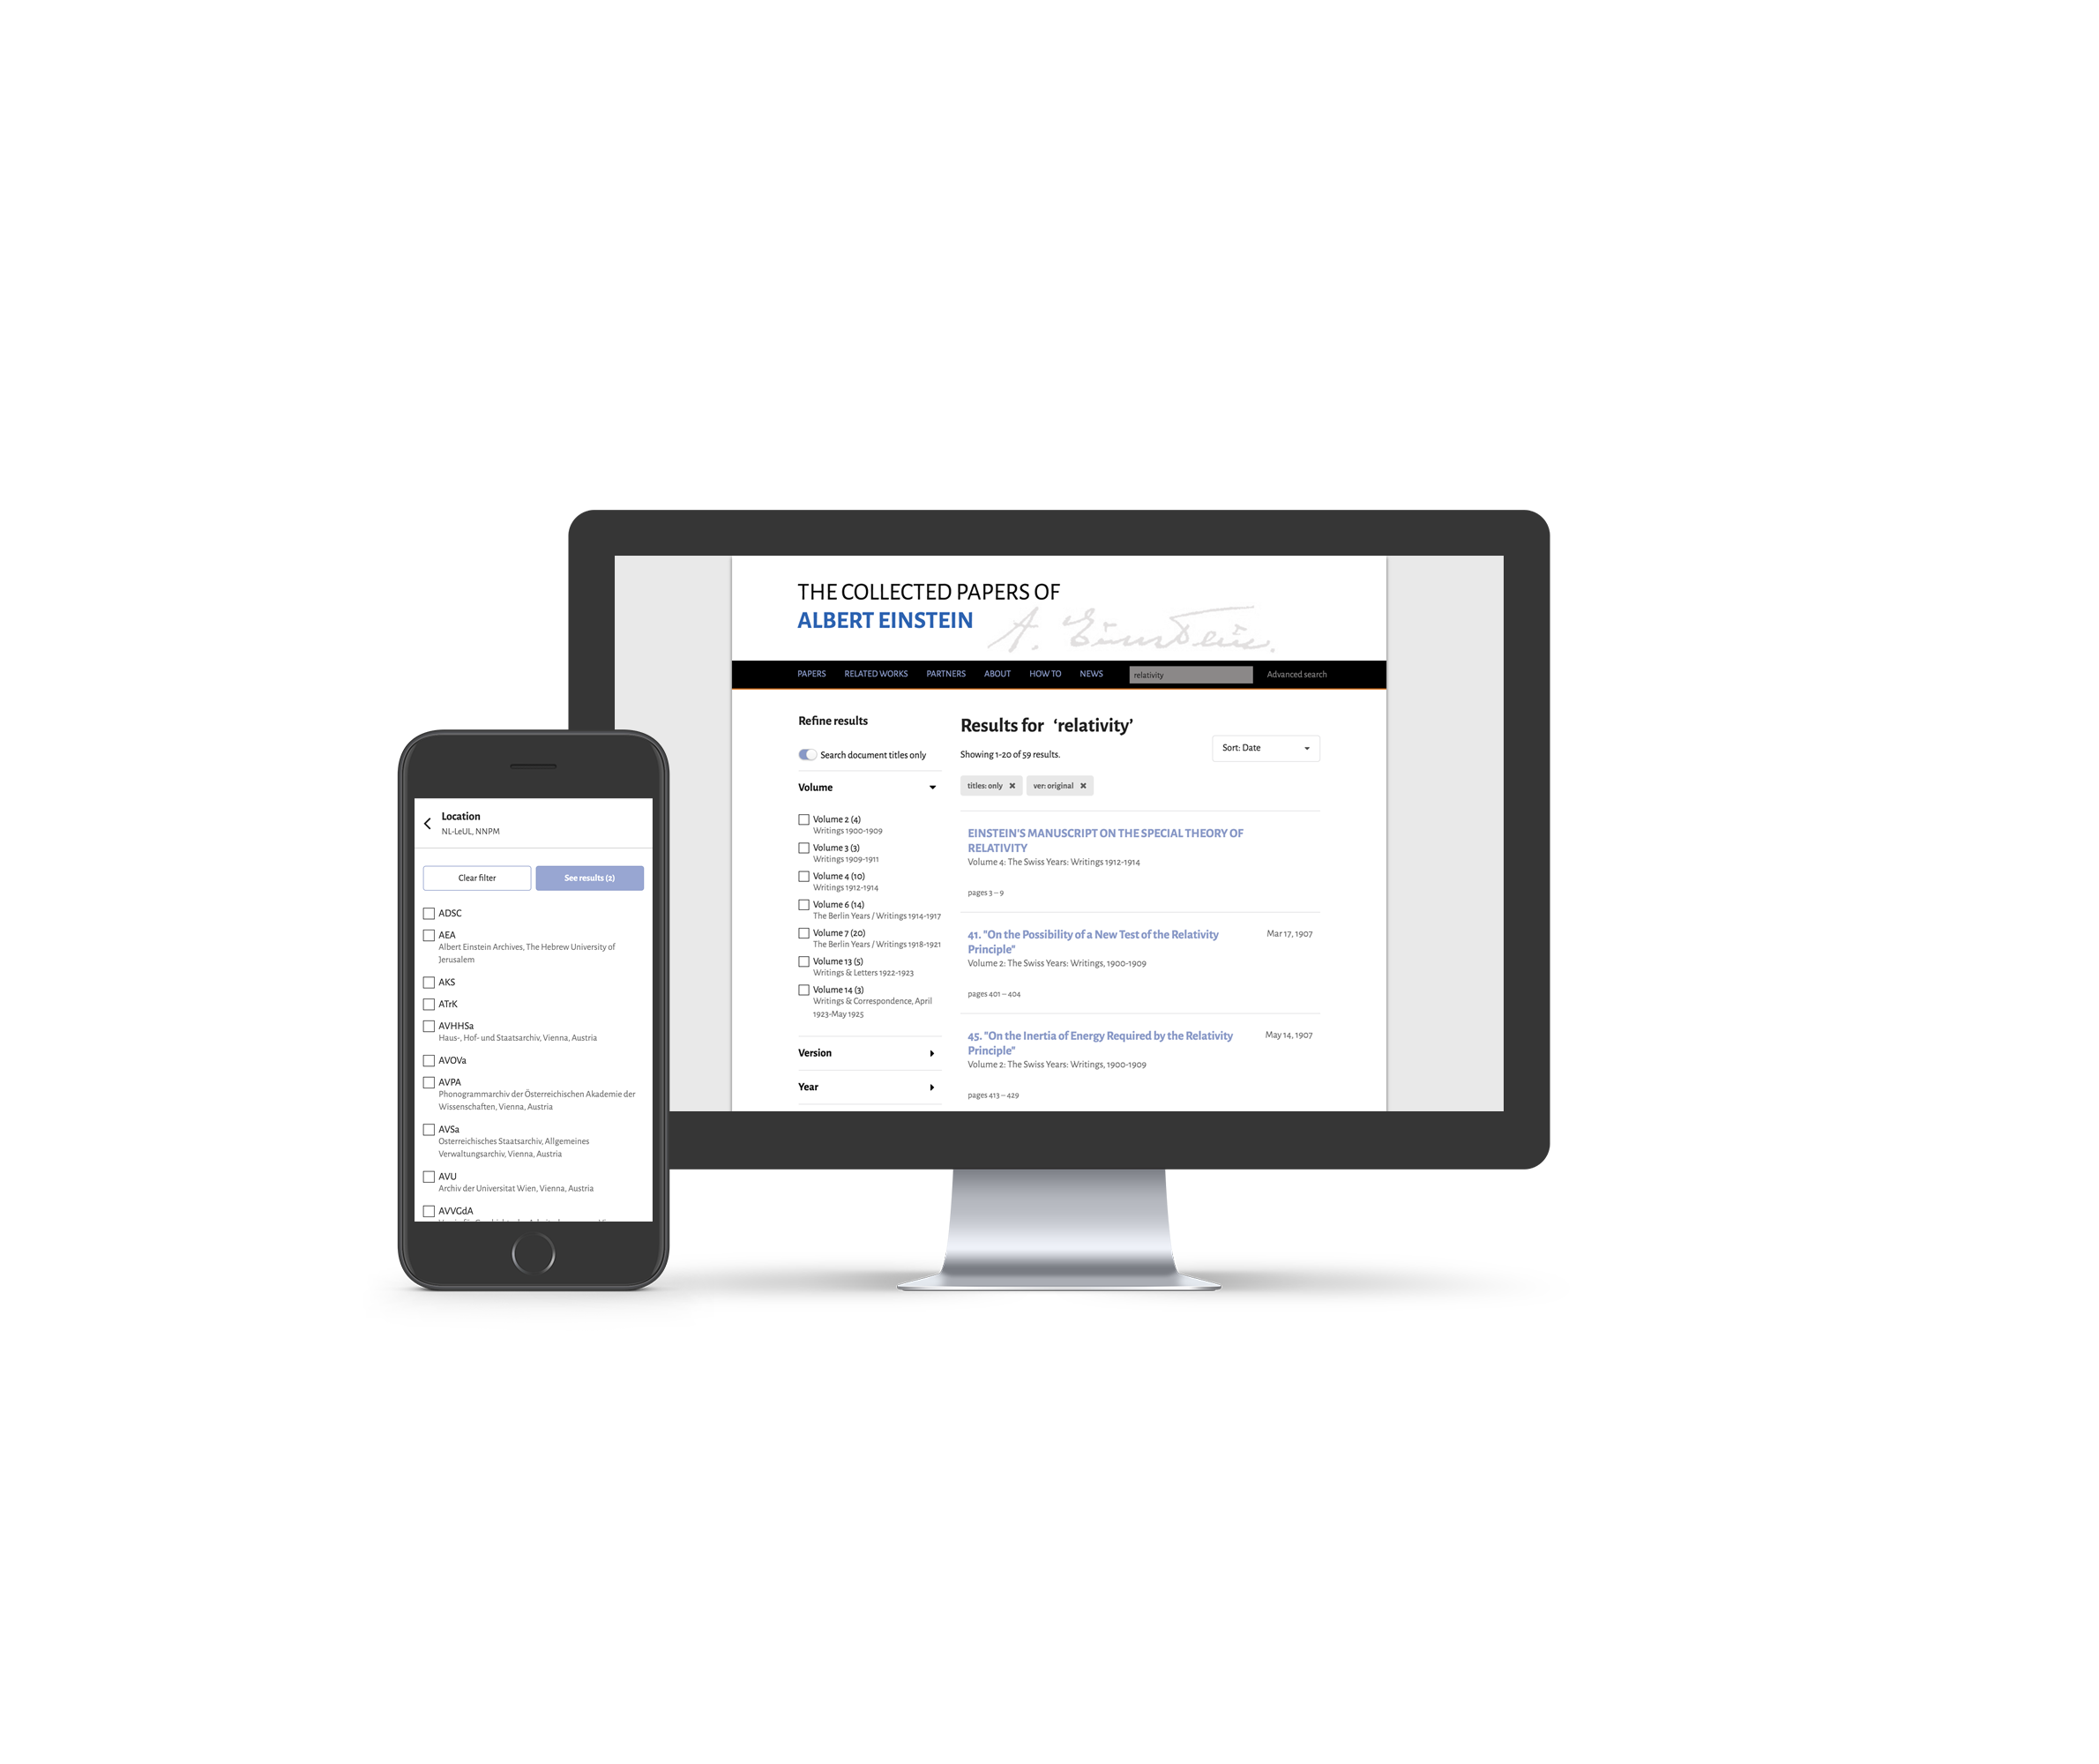 THE COLLECTED PAPERS OF
ALBERT EINSTEIN
A. Einstein.
PAPERS RELATED WORKS PARTNERS ABOUT HOW TO NEWS relativity Advanced search
Refine results
Search document titles only
Volume
Volume 2 (4)
Writings 1900-1909
Volume 3 (3)
Writings 1909-1911
Volume 4 (10)
Writings 1912-1914
Volume 6 (14)
The Berlin Years / Writings 1914-1917
Volume 7 (20)
The Berlin Years / Writings 1918-1921
Volume 13 (5)
Writings & Letters 1922-1923
Volume 14 (3)
Writings & Correspondence, April
1923-May 1925
Version
Year
Results for ‘relativity’
Showing 1-20 of 59 results.
Sort: Date
titles: only ✖ ver: original ✖
EINSTEIN'S MANUSCRIPT ON THE SPECIAL THEORY OF
RELATIVITY
Volume 4: The Swiss Years: Writings 1912-1914
pages 3 – 9
41. "On the Possibility of a New Test of the Relativity
Principle"
Mar 17, 1907
Volume 2: The Swiss Years: Writings, 1900-1909
pages 401 – 404
45. "On the Inertia of Energy Required by the Relativity
Principle"
May 14, 1907
Volume 2: The Swiss Years: Writings, 1900-1909
pages 413 – 429
Location
NL-LeUL, NNPM
Clear filter See results (2)
ADSC
AEA
Albert Einstein Archives, The Hebrew University of
Jerusalem
AKS
ATrK
AVHHSa
Haus-, Hof- und Staatsarchiv, Vienna, Austria
AVOVa
AVPA
Phonogrammarchiv der Österreichischen Akademie der
Wissenschaften, Vienna, Austria
AVSa
Osterreichisches Staatsarchiv, Allgemeines
Verwaltungsarchiv, Vienna, Austria
AVU
Archiv der Universitat Wien, Vienna, Austria
AVVGdA